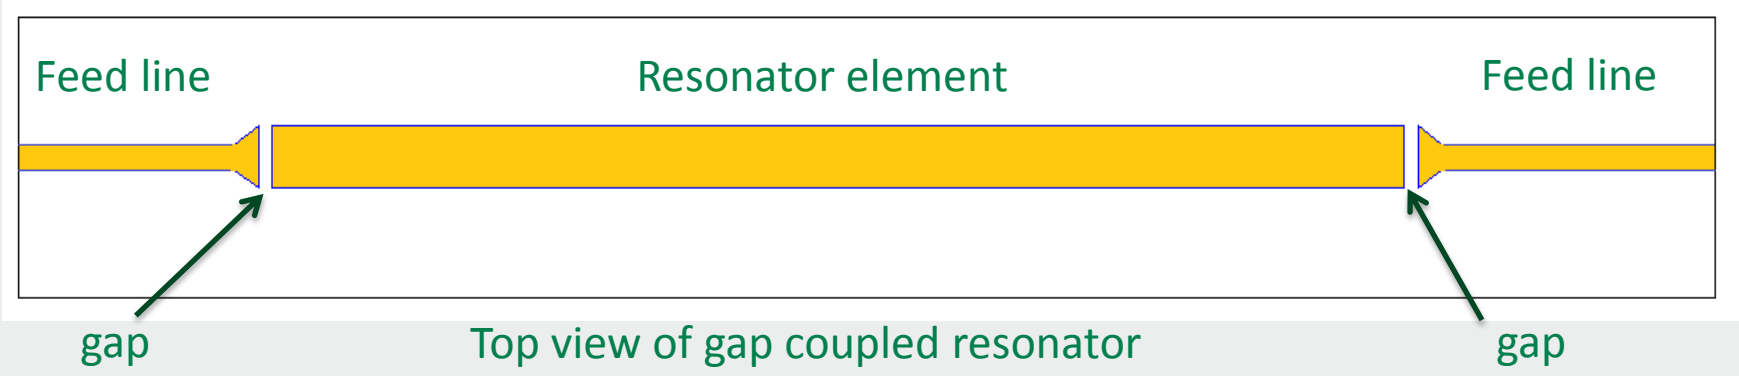 Feed line
Resonator element
Feed line
gap
Top view of gap coupled resonator
gap